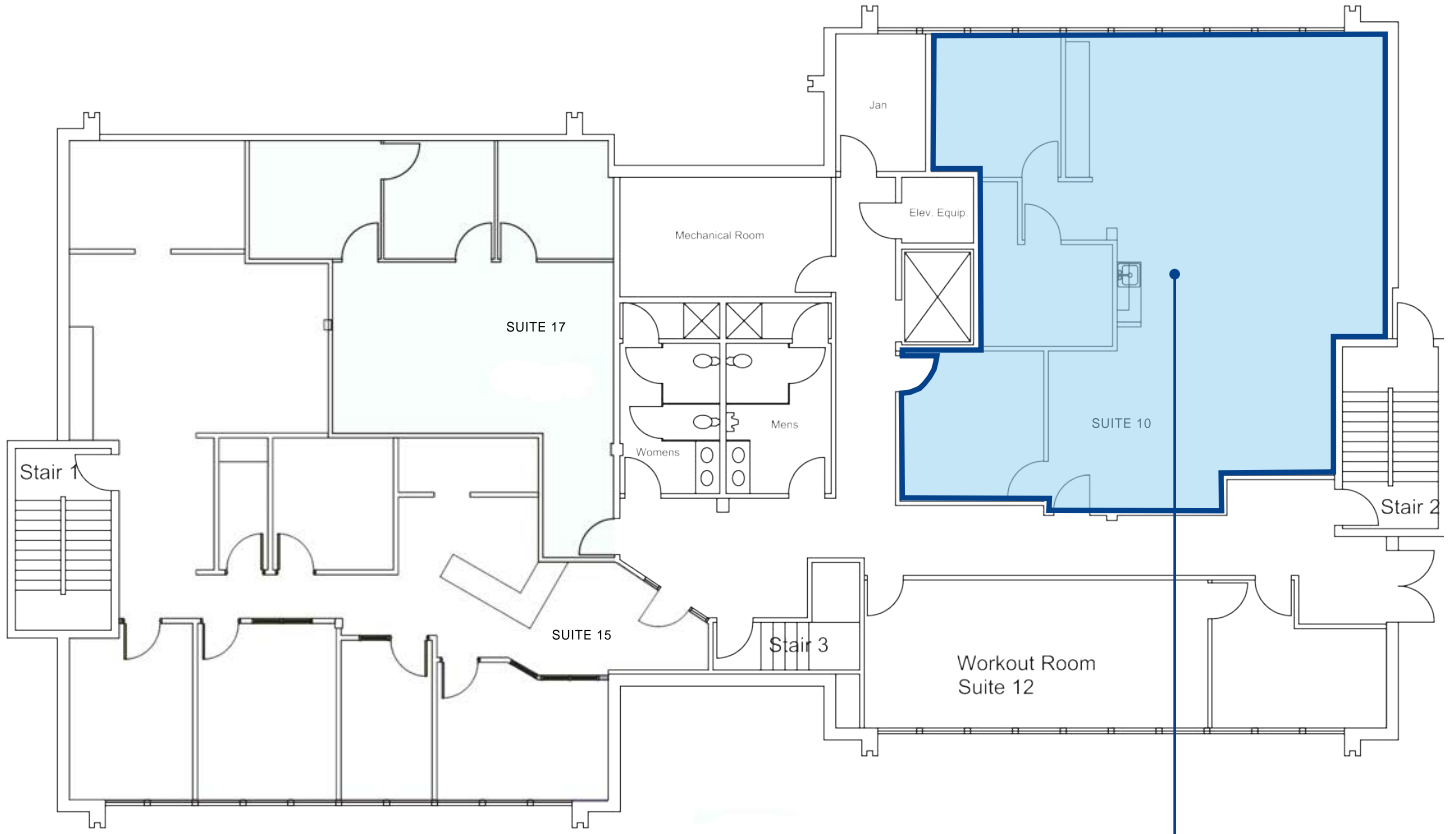 Jan
Elev. Equip
Mechanical Room
SUITE 17
SUITE 10
Mens
Womens
Stair 1
Stair 2
SUITE 15
Stair 3
Workout Room
Suite 12